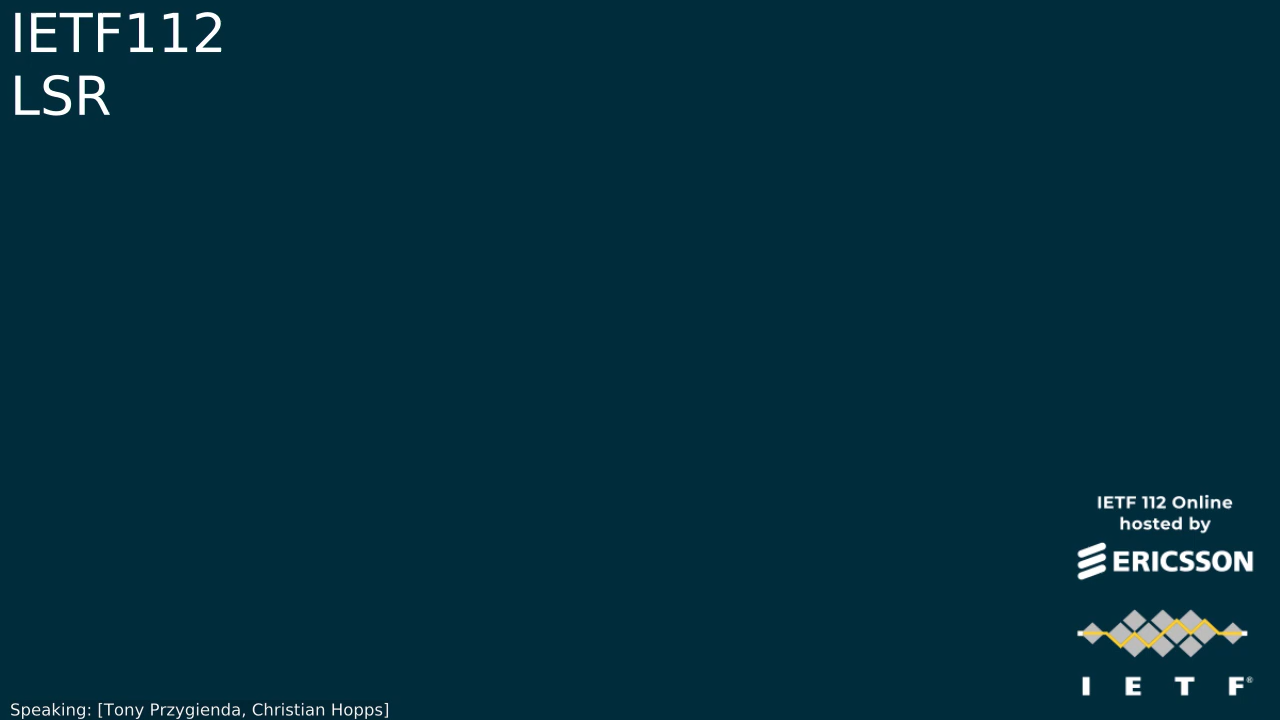 IETF112
LSR
IETF 112 Online
hosted by
ERICSSON
I E T F®
Speaking: [Tony Przygienda, Christian Hopps]